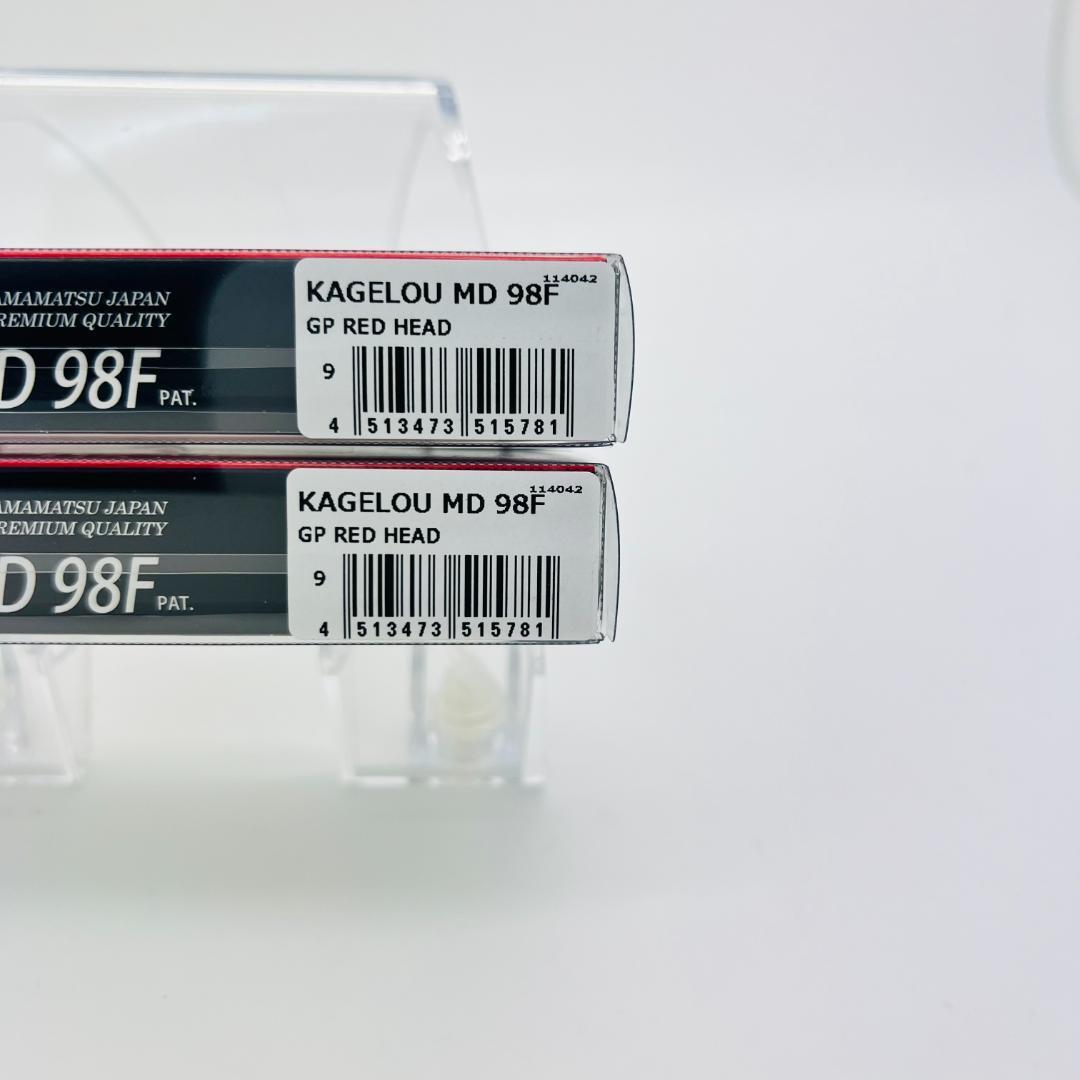 AMAMATSU JAPAN
REMIUM QUALITY
D 98F PAT.
114042
KAGELOU MD 98F
GP RED HEAD
9
4 513473 515781
AMAMATSU JAPAN
REMIUM QUALITY
D 98F PAT.
114042
KAGELOU MD 98F
GP RED HEAD
9
4 513473 515781